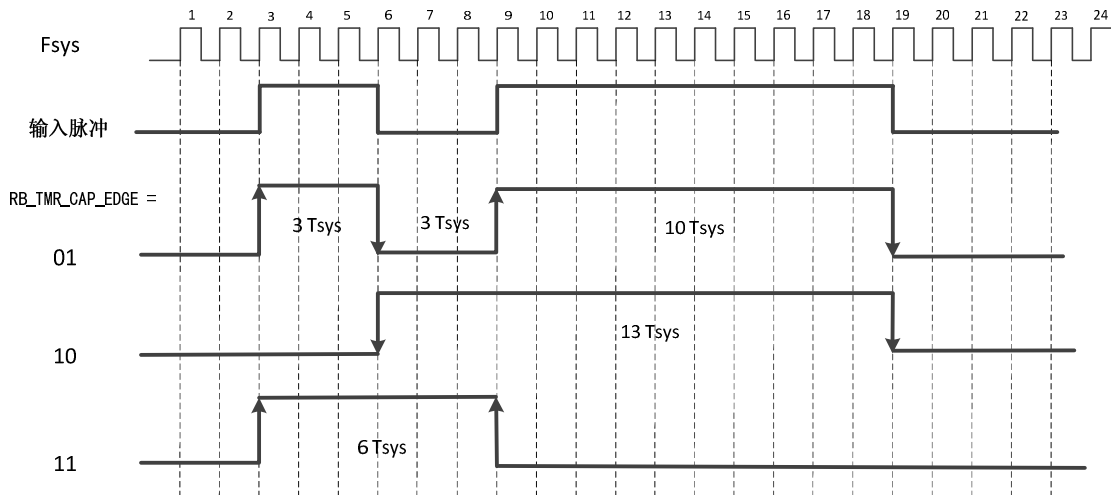 1 2 3 4 5 6 7 8 9 10 11 12 13 14 15 16 17 18 19 20 21 22 23 24
Fsys
输入脉冲
RB_TMR_CAP_EDGE =
3 Tsys 3 Tsys 10 Tsys
01
13 Tsys
10
6 Tsys
11